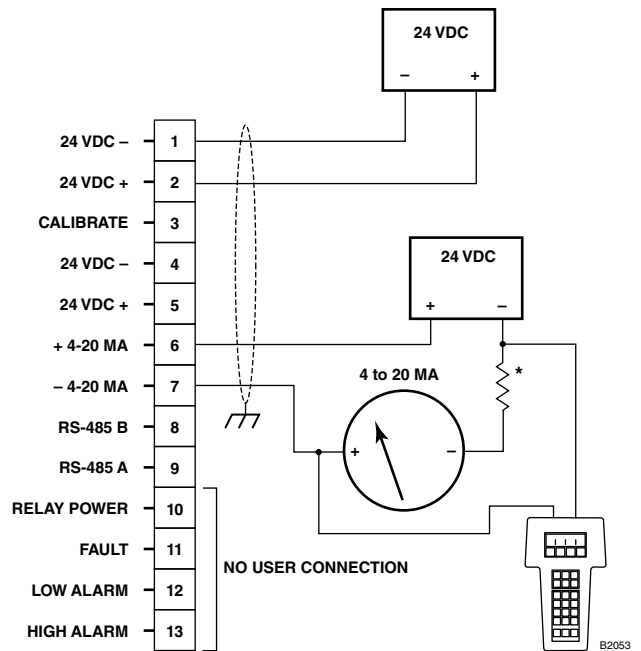 24 VDC
– +
24 VDC – 1
24 VDC + 2
CALIBRATE 3
24 VDC – 4
24 VDC + 5
+ 4-20 MA 6
– 4-20 MA 7
RS-485 B 8
RS-485 A 9
RELAY POWER 10
FAULT 11
LOW ALARM 12
HIGH ALARM 13
24 VDC
+ –
*
4 to 20 MA
+ –
NO USER CONNECTION
B2053